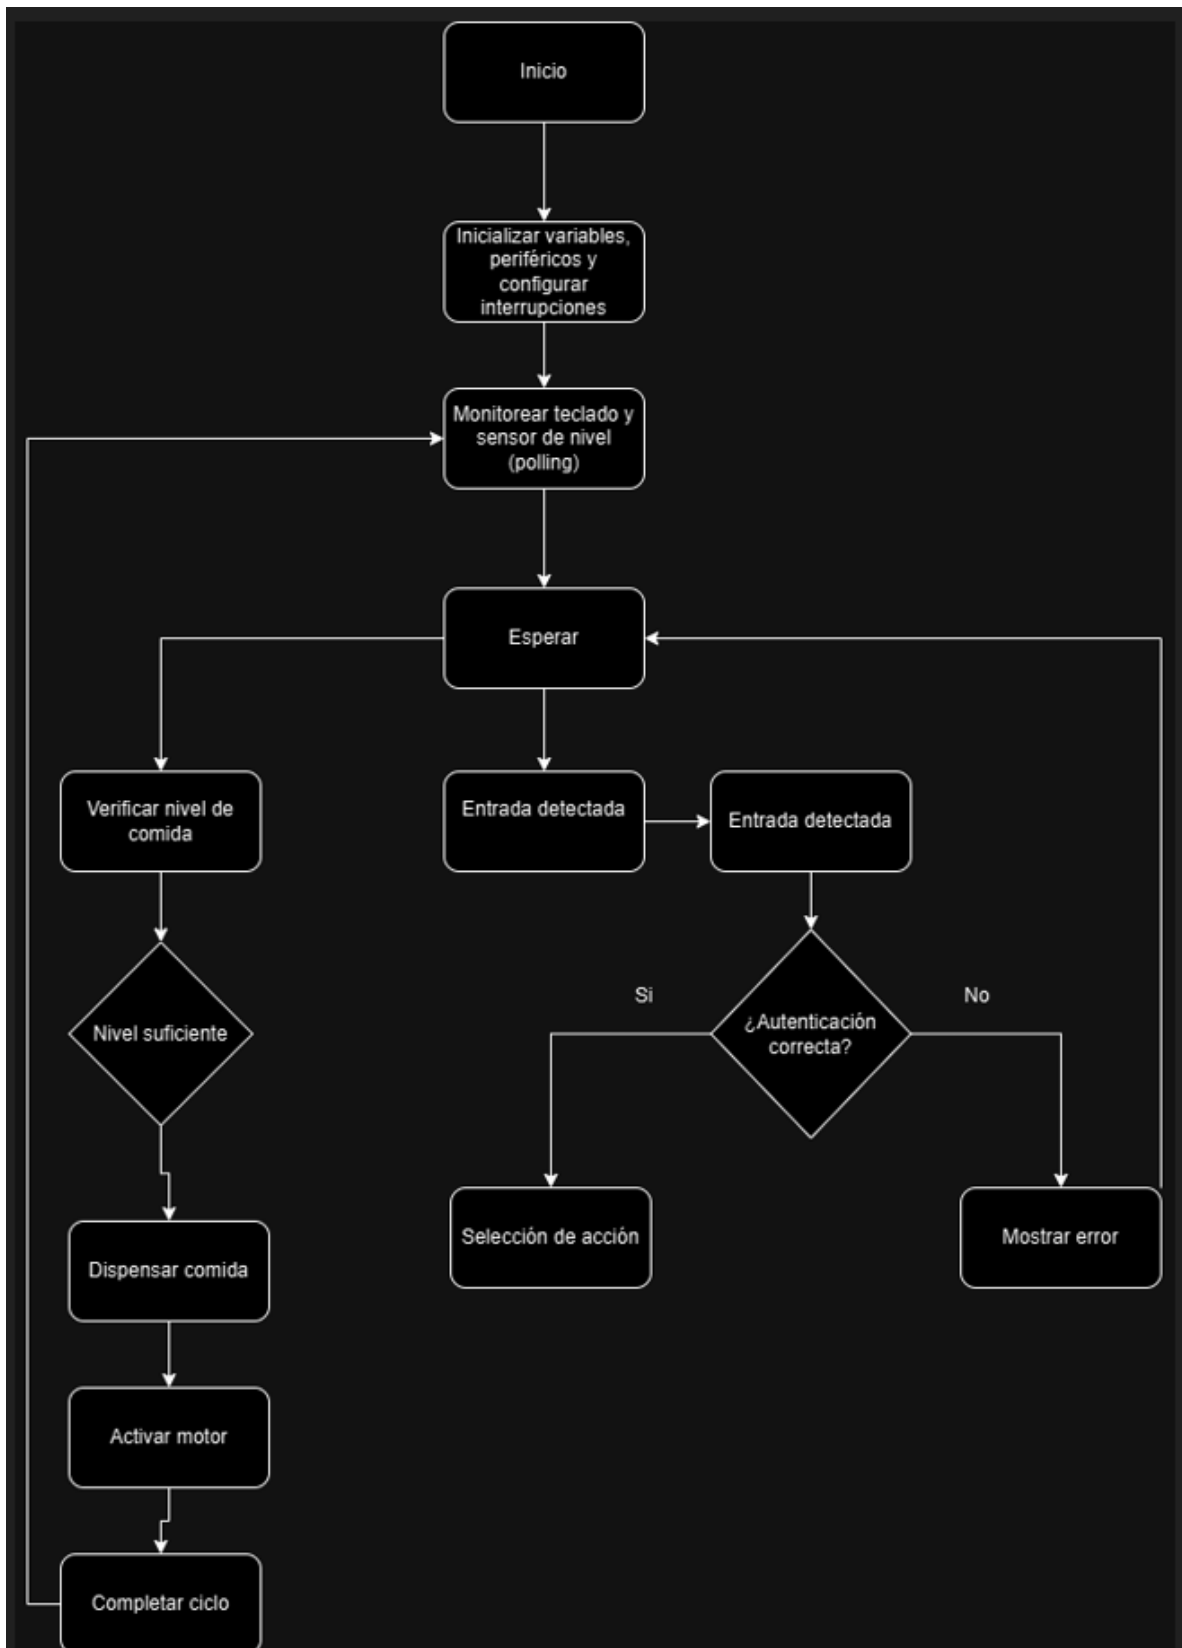 Inicio
Inicializar variables,
periféricos y
configurar
interrupciones
Monitorear teclado y
sensor de nivel
(polling)
Esperar
Verificar nivel de
comida
Entrada detectada
Entrada detectada
Nivel suficiente
Si
¿Autenticación
correcta?
No
Selección de acción
Mostrar error
Dispensar comida
Activar motor
Completar ciclo